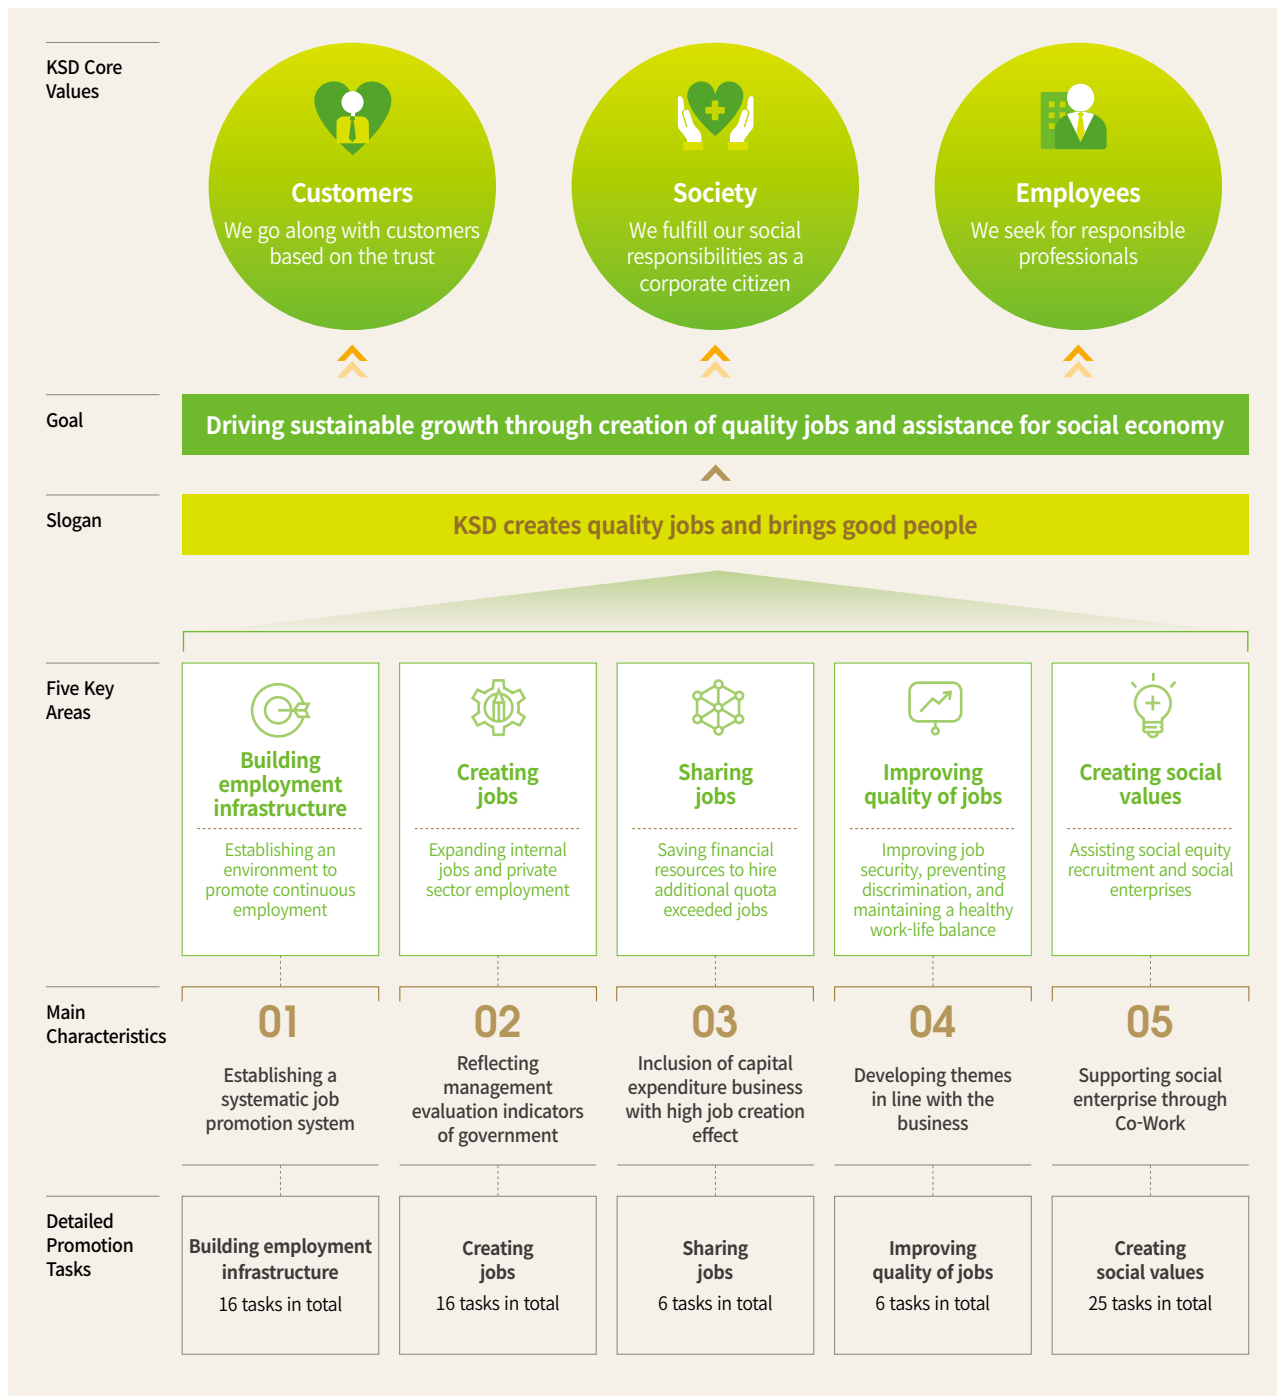 KSD Core
Values
Customers
We go along with customers
based on the trust
Society
We fulfill our social
responsibilities as a
corporate citizen
Employees
We seek for responsible
professionals
Goal
Driving sustainable growth through creation of quality jobs and assistance for social economy
Slogan
KSD creates quality jobs and brings good people
Five Key
Areas
Building
employment
infrastructure
Establishing an
environment to
promote continuous
employment
Creating
jobs
Expanding internal
jobs and private
sector employment
Sharing
jobs
Saving financial
resources to hire
additional quota
exceeded jobs
Improving
quality of jobs
Improving job
security, preventing
discrimination, and
maintaining a healthy
work-life balance
Creating social
values
Assisting social equity
recruitment and social
enterprises
Main
Characteristics
01
Establishing a
systematic job
promotion system
02
Reflecting
management
evaluation indicators
of government
03
Inclusion of capital
expenditure business
with high job creation
effect
04
Developing themes
in line with the
business
05
Supporting social
enterprise through
Co-Work
Detailed
Promotion
Tasks
Building employment
infrastructure
16 tasks in total
Creating
jobs
16 tasks in total
Sharing
jobs
6 tasks in total
Improving
quality of jobs
6 tasks in total
Creating
social values
25 tasks in total